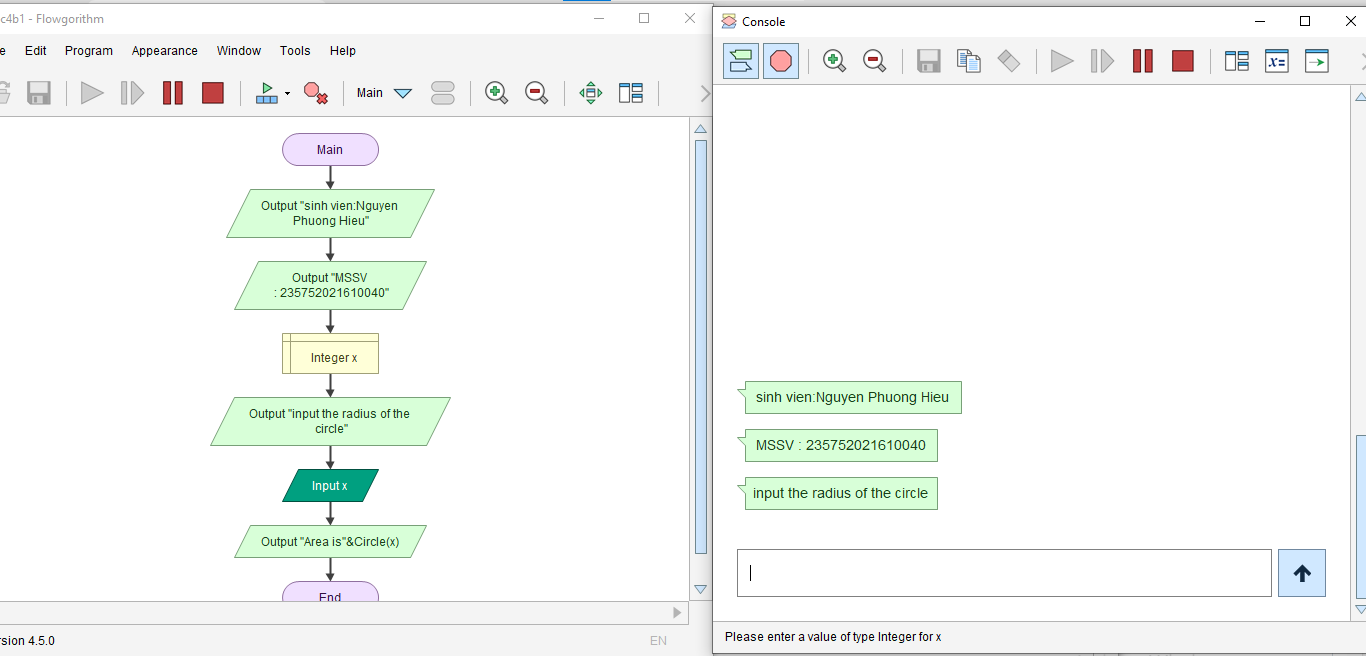 c4b1 - Flowgorithm
e Edit Program Appearance Window Tools Help
Main
Main
Output "sinh vien:Nguyen
Phuong Hieu"
Output "MSSV
: 235752021610040"
Integer x
Output "input the radius of the
circle"
Input x
Output "Area is"&Circle(x)
End
rsion 4.5.0
EN
Console
x=
sinh vien:Nguyen Phuong Hieu
MSSV : 235752021610040
input the radius of the circle
Please enter a value of type Integer for x